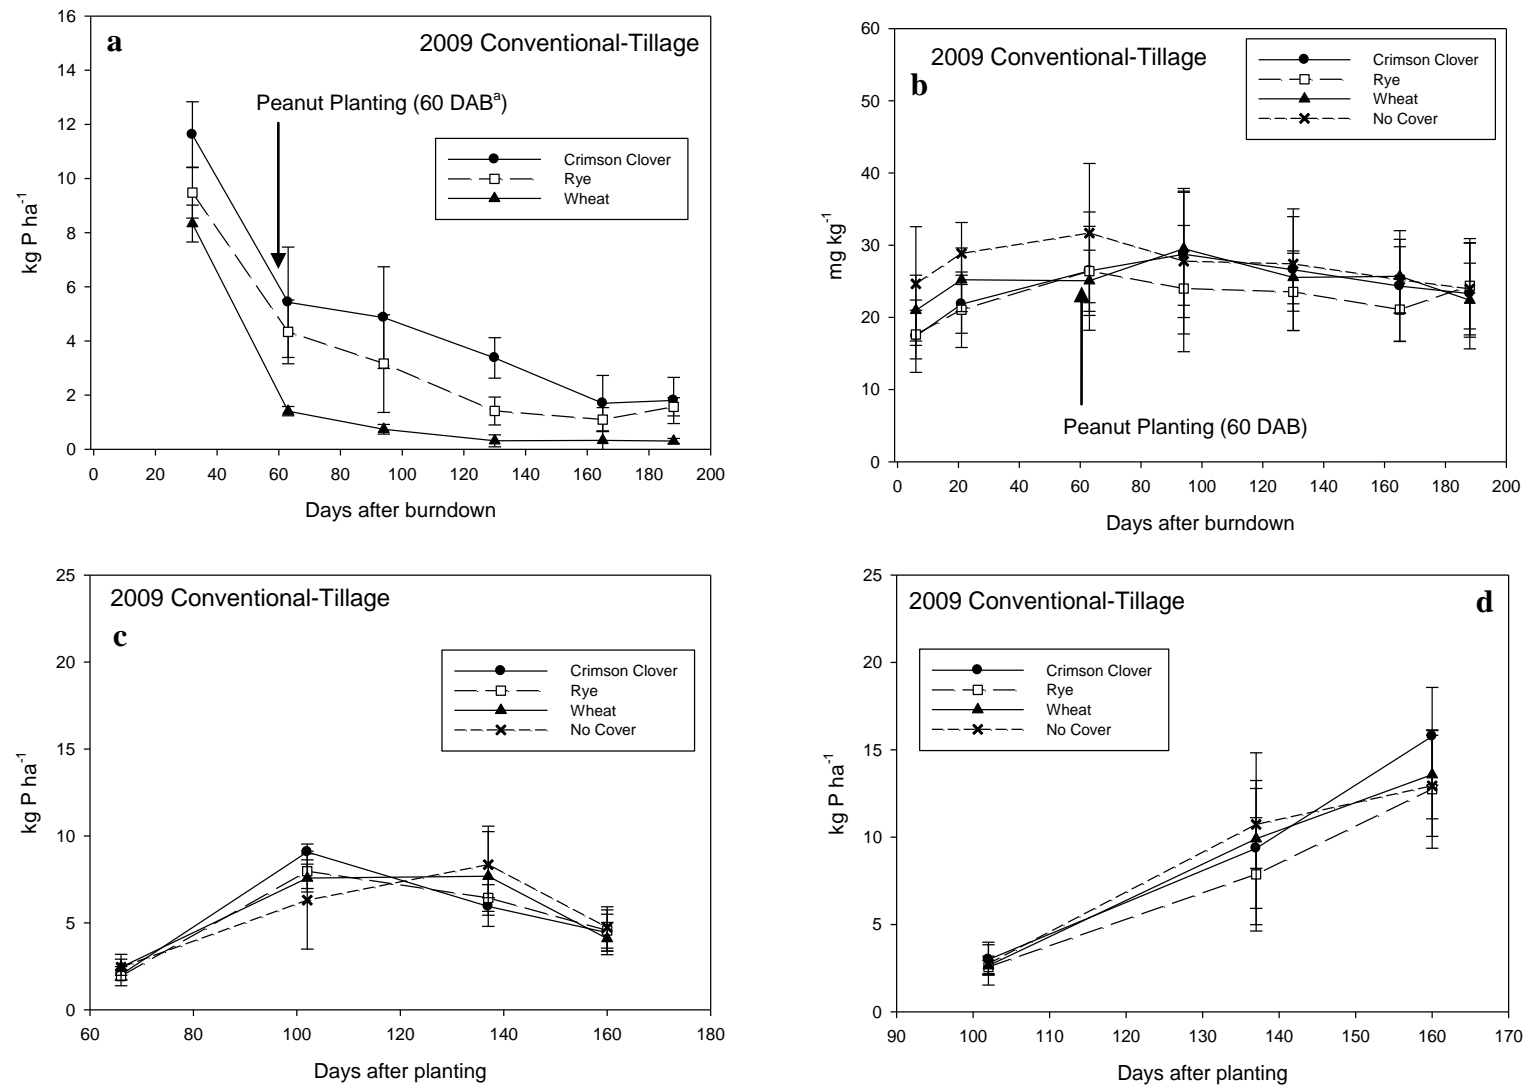 a
2009 Conventional-Tillage
Peanut Planting (60 DABᵃ)
Crimson Clover
Rye
Wheat
kg P ha⁻¹
16
14
12
10
8
6
4
2
0
0 20 40 60 80 100 120 140 160 180 200
Days after burndown
b
2009 Conventional-Tillage
Crimson Clover
Rye
Wheat
No Cover
mg kg⁻¹
60
50
40
30
20
10
0
Peanut Planting (60 DAB)
0 20 40 60 80 100 120 140 160 180 200
Days after burndown
2009 Conventional-Tillage
c
Crimson Clover
Rye
Wheat
No Cover
kg P ha⁻¹
25
20
15
10
5
0
60 80 100 120 140 160 180
Days after planting
2009 Conventional-Tillage
d
Crimson Clover
Rye
Wheat
No Cover
kg P ha⁻¹
25
20
15
10
5
0
90 100 110 120 130 140 150 160 170
Days after planting